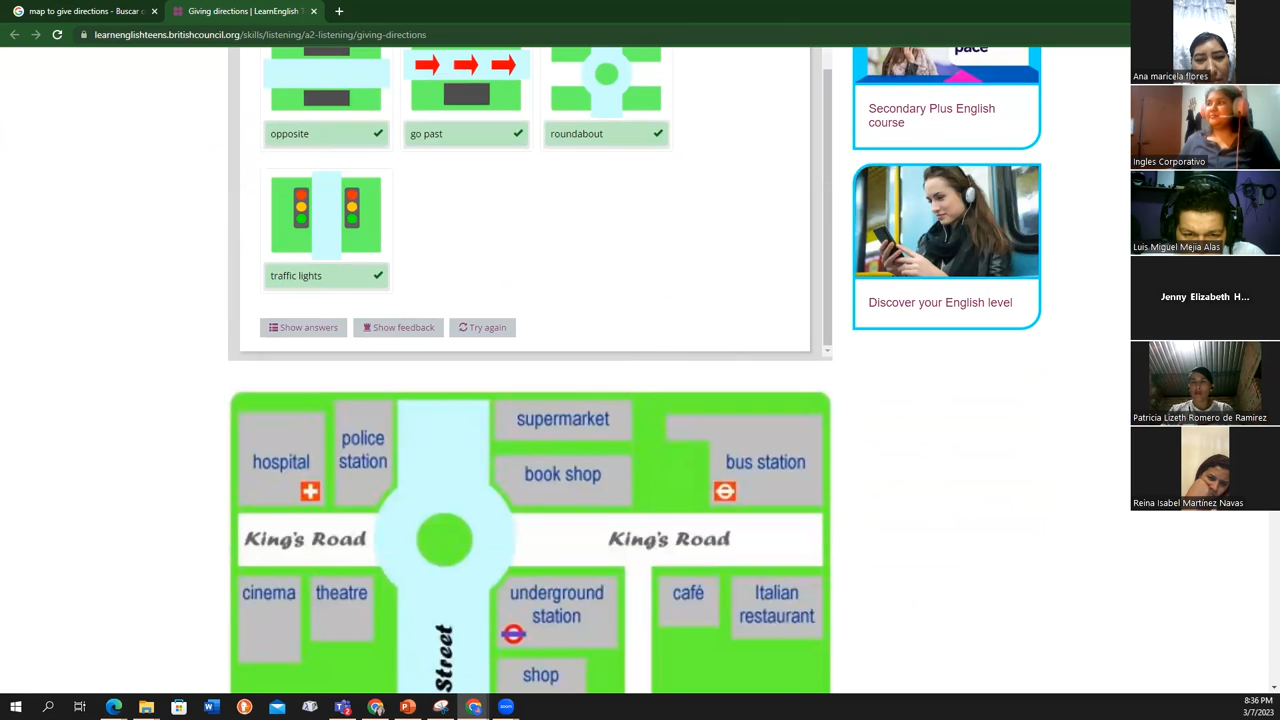 map to give directions - Buscar c
Giving directions | LearnEnglish T
learnenglishteens.britishcouncil.org/skills/listening/a2-listening/giving-directions
pace
Secondary Plus English
course
opposite
go past
roundabout
traffic lights
Discover your English level
Show answers
Show feedback
Try again
supermarket
police
station
hospital
book shop
bus station
King's Road
King's Road
cinema
theatre
underground
station
café
Italian
restaurant
shop
Street
Ana maricela flores
Ingles Corporativo
Luis Miguel Mejia Alas
Jenny Elizabeth H...
Patricia Lizeth Romero de Ramirez
Reina Isabel Martínez Navas
8:36 PM
3/7/2023